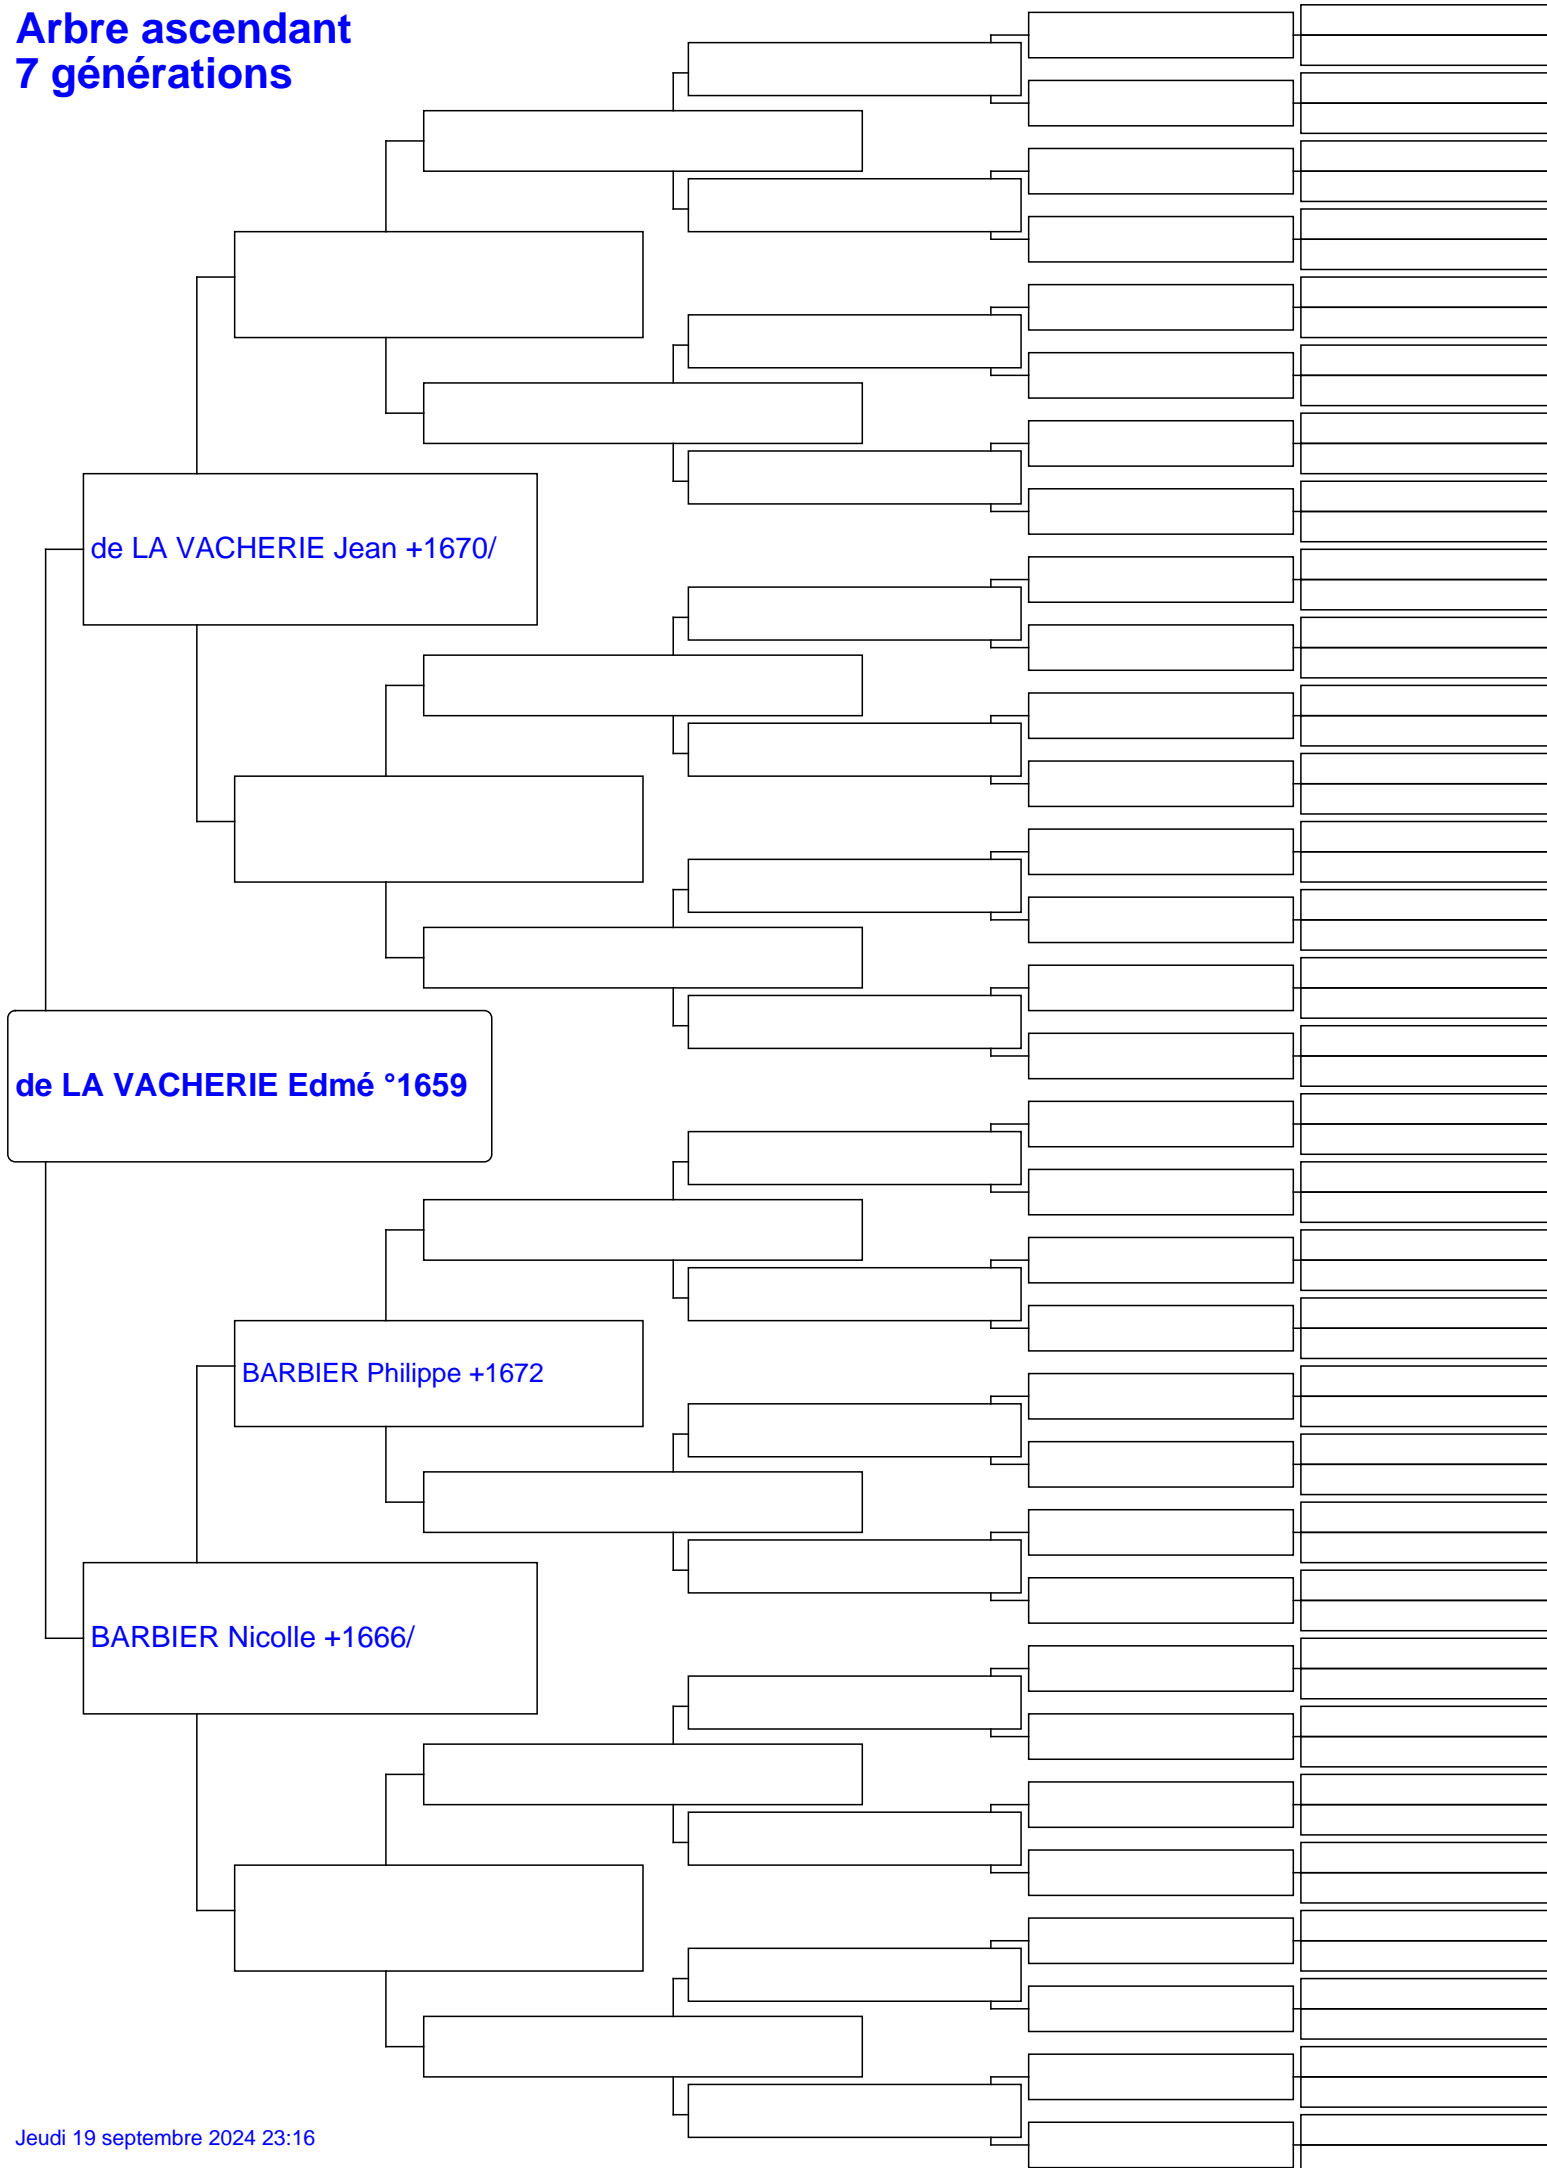 Arbre ascendant
7 générations
de LA VACHERIE Jean +1670/
de LA VACHERIE Edmé °1659
BARBIER Philippe +1672
BARBIER Nicolle +1666/
Jeudi 19 septembre 2024 23:16